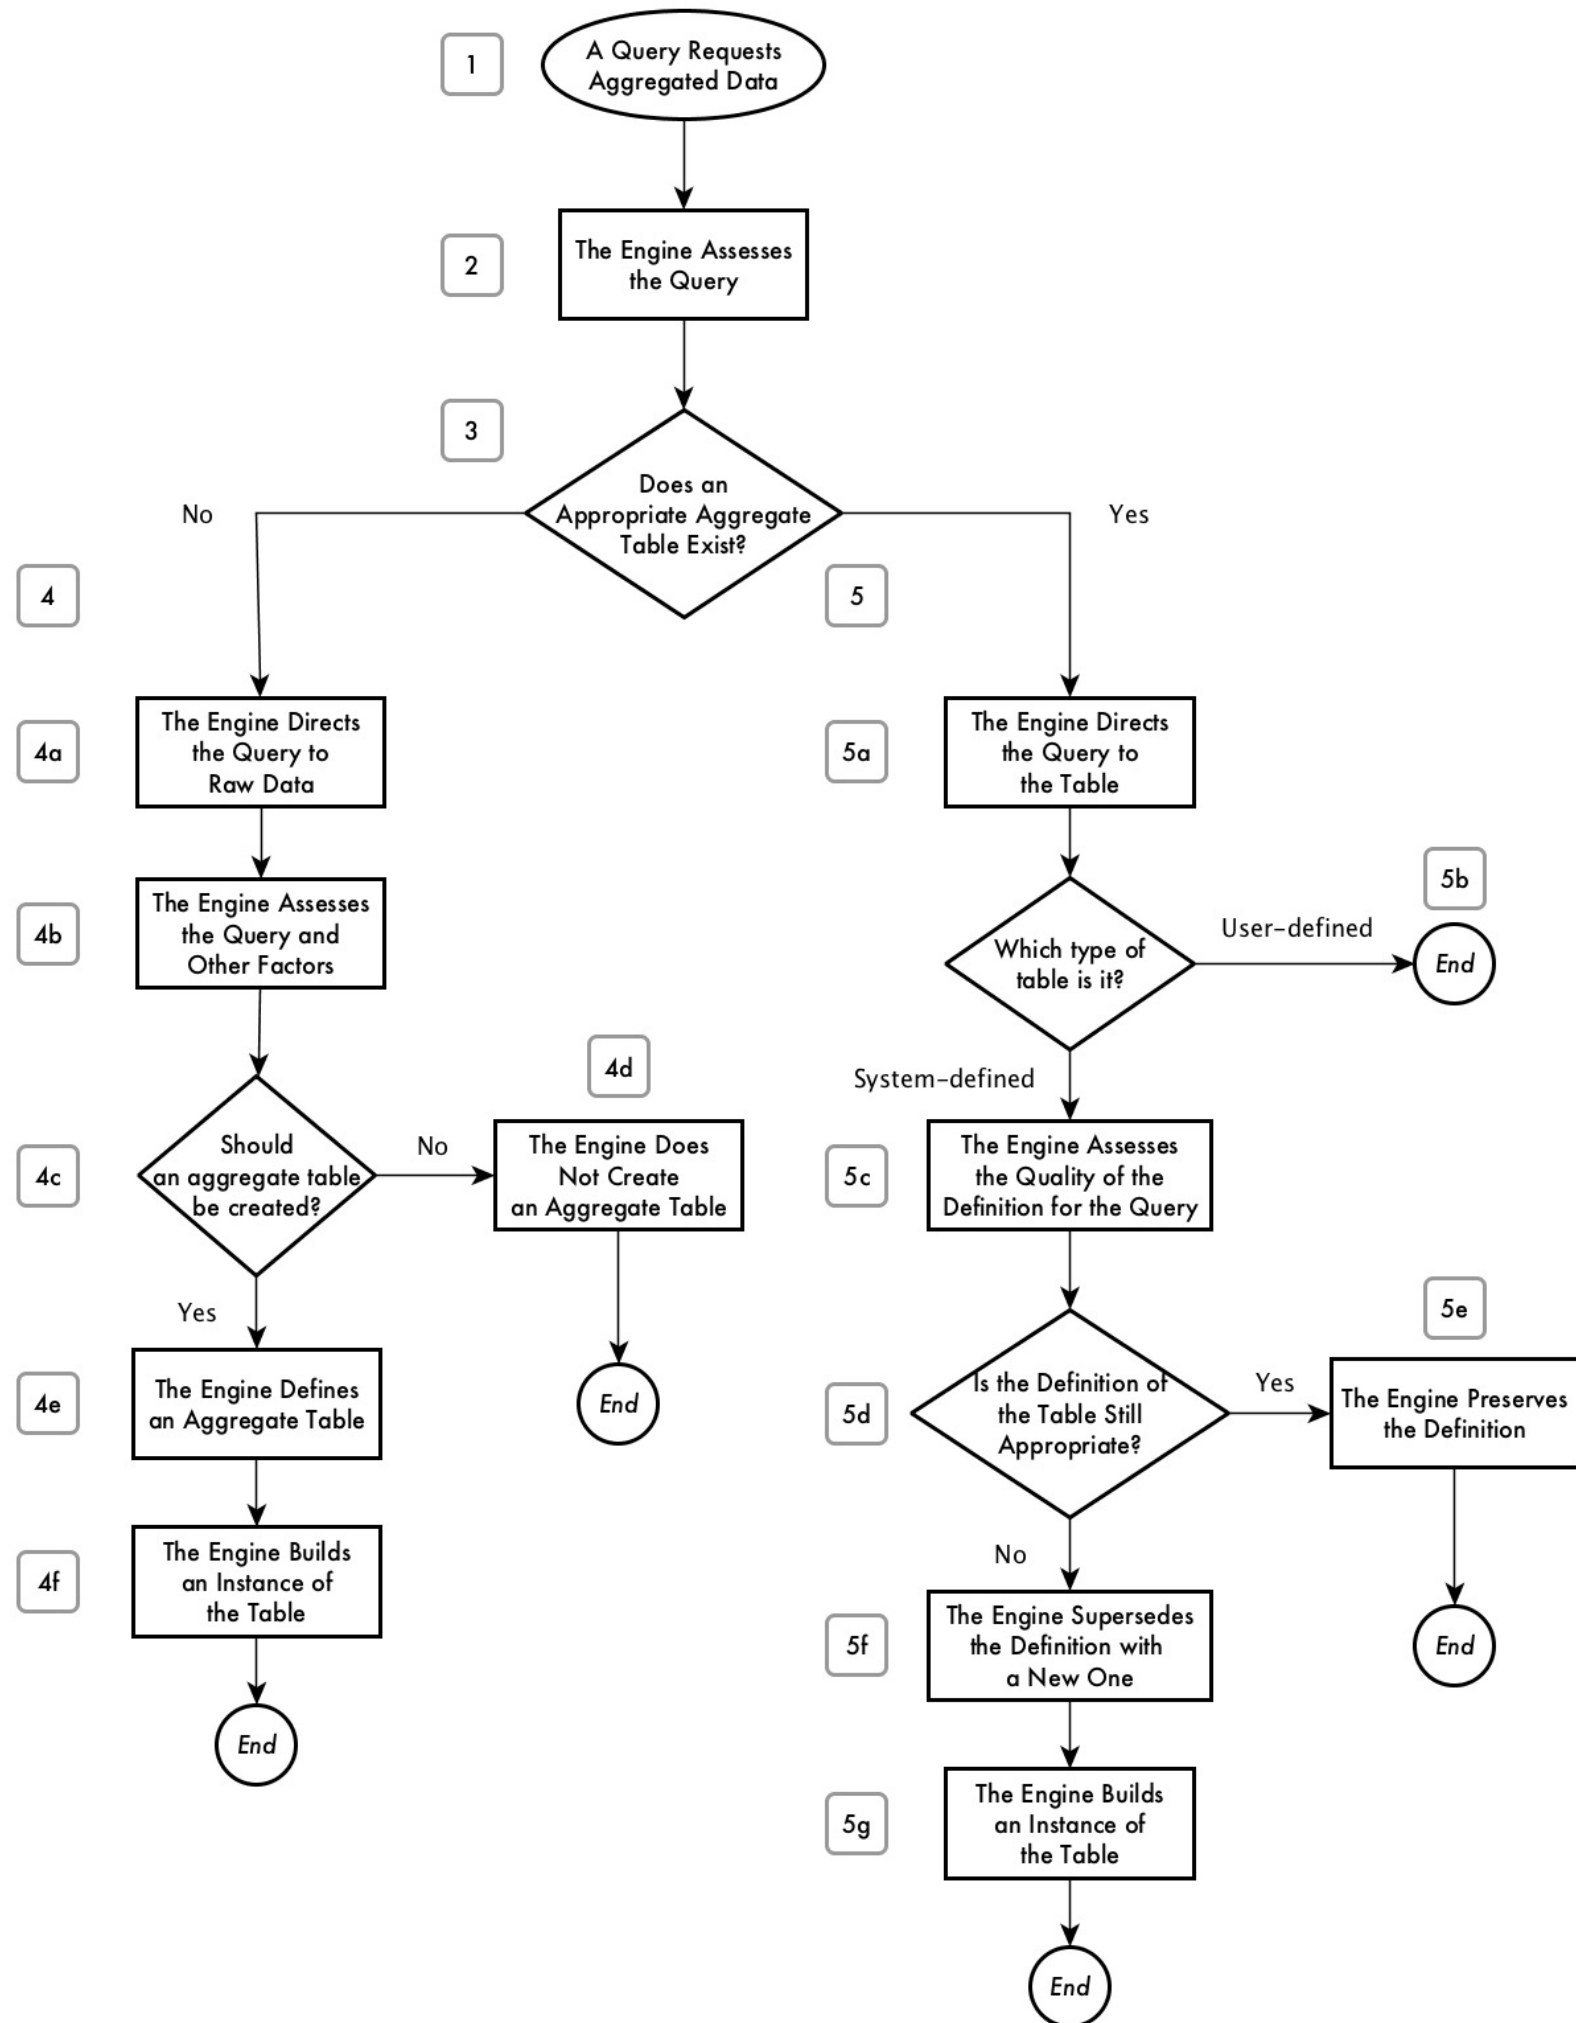 1
A Query Requests
Aggregated Data
2
The Engine Assesses
the Query
3
Does an
Appropriate Aggregate
Table Exist?
No
Yes
4
5
4a
The Engine Directs
the Query to
Raw Data
5a
The Engine Directs
the Query to
the Table
4b
The Engine Assesses
the Query and
Other Factors
Which type of
table is it?
User-defined
5b
End
System-defined
4c
Should
an aggregate table
be created?
No
4d
The Engine Does
Not Create
an Aggregate Table
End
5c
The Engine Assesses
the Quality of the
Definition for the Query
Yes
4e
The Engine Defines
an Aggregate Table
5d
Is the Definition of
the Table Still
Appropriate?
Yes
5e
The Engine Preserves
the Definition
End
4f
The Engine Builds
an Instance of
the Table
End
No
5f
The Engine Supersedes
the Definition with
a New One
5g
The Engine Builds
an Instance of
the Table
End